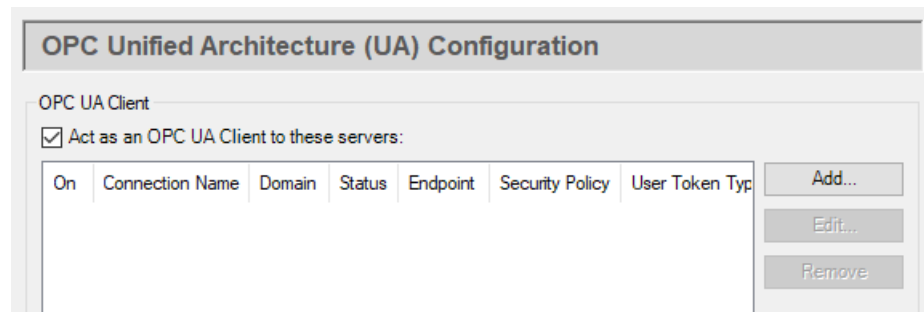 OPC Unified Architecture (UA) Configuration
OPC UA Client
Act as an OPC UA Client to these servers:
On Connection Name Domain Status Endpoint Security Policy User Token Typ
Add...
Edit...
Remove